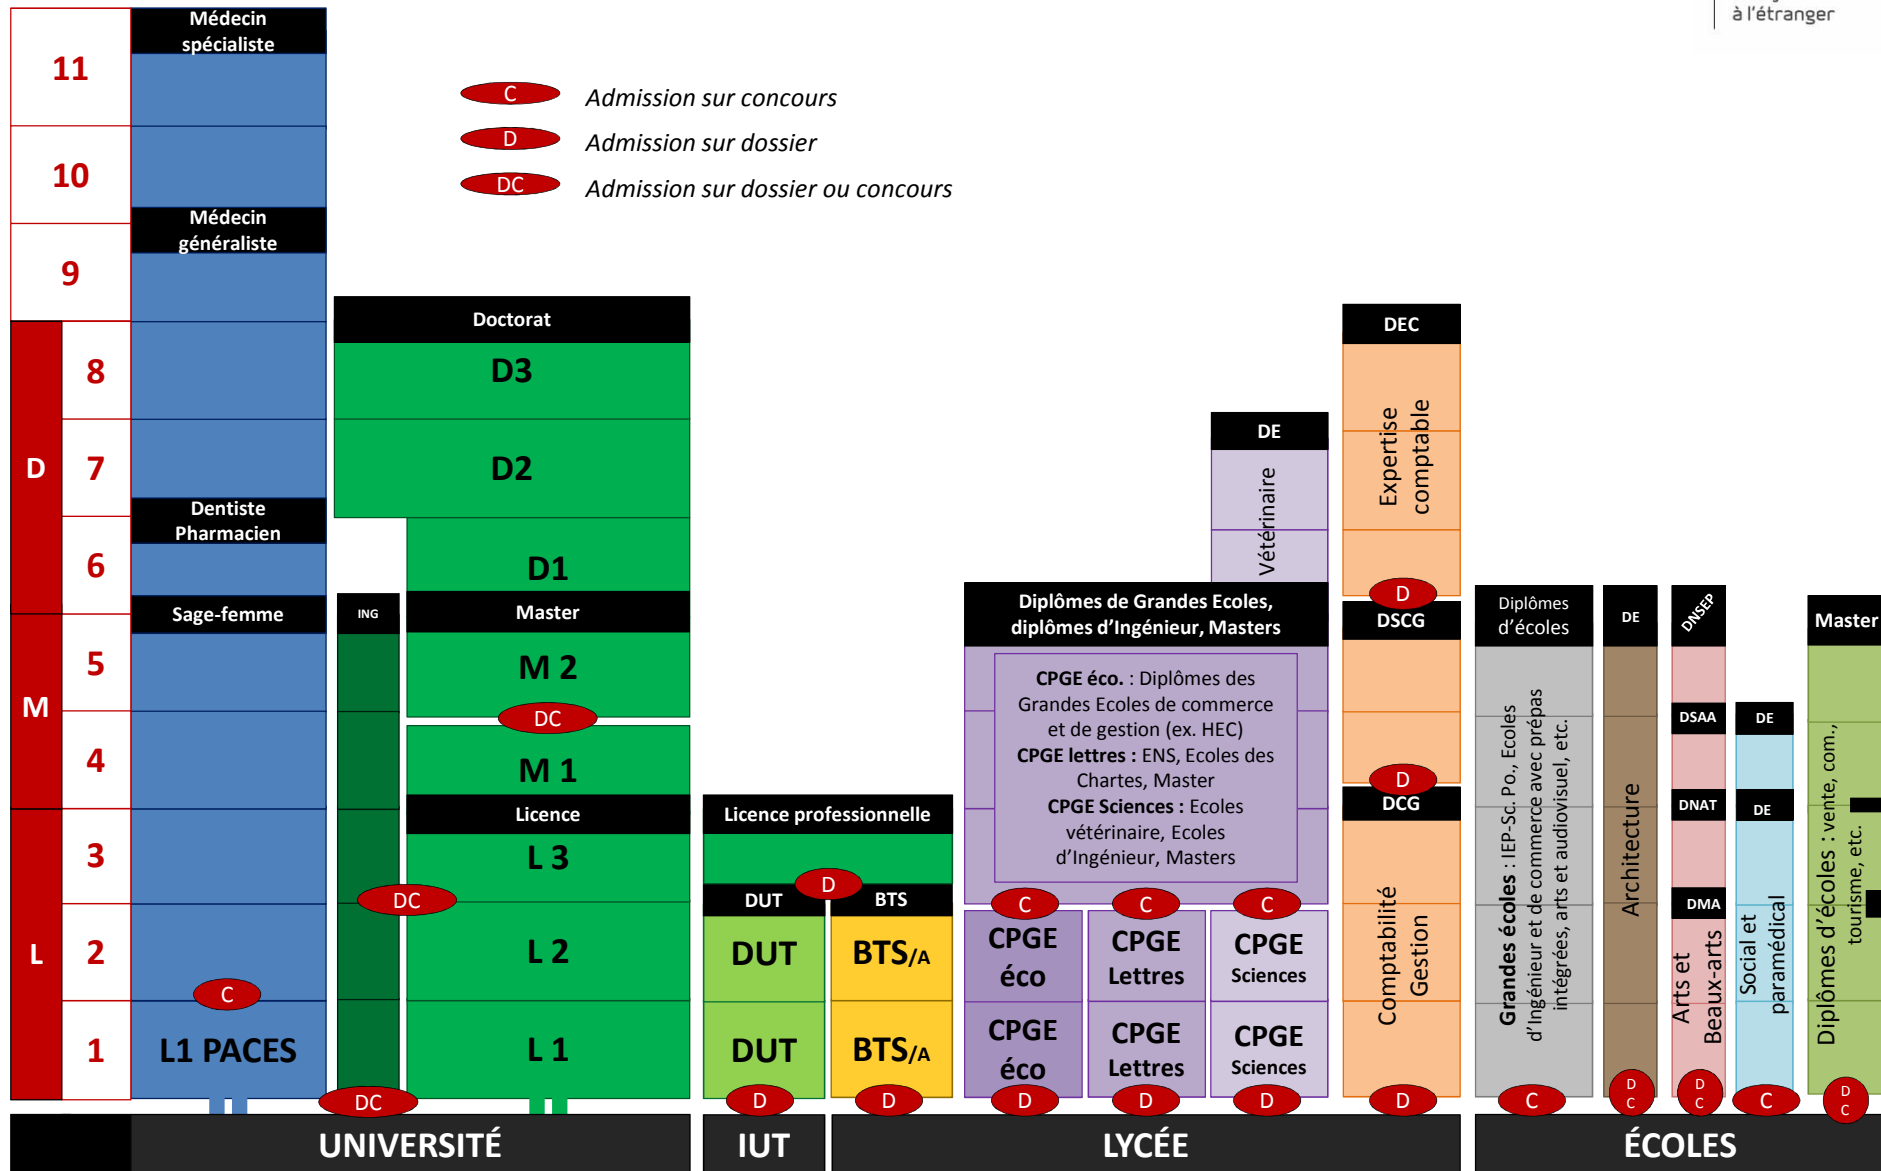 à l'étranger
C Admission sur concours
D Admission sur dossier
DC Admission sur dossier ou concours
11
10
9
D
8
7
6
M
5
4
L
3
2
1
Médecin
spécialiste
Médecin
généraliste
Dentiste
Pharmacien
Sage-femme
C
L1 PACES
ING
DC
DC
Doctorat
D3
D2
D1
Master
M 2
DC
M 1
Licence
L 3
L 2
L 1
UNIVERSITÉ
Licence professionnelle
D
DUT
BTS
DUT
BTS/A
DUT
BTS/A
D
D
IUT
DE
Vétérinaire
Diplômes de Grandes Ecoles,
diplômes d'Ingénieur, Masters
CPGE éco. : Diplômes des
Grandes Ecoles de commerce
et de gestion (ex. HEC)
CPGE lettres : ENS, Ecoles des
Chartes, Master
CPGE Sciences : Ecoles
vétérinaire, Ecoles
d'Ingénieur, Masters
C
C
C
CPGE
éco
CPGE
Lettres
CPGE
Sciences
CPGE
éco
CPGE
Lettres
CPGE
Sciences
D
D
D
DEC
Expertise
comptable
D
DSCG
D
DCG
Comptabilité
Gestion
D
LYCÉE
Diplômes
d'écoles
Grandes écoles : IEP-Sc. Po., Ecoles
d'Ingénieur et de commerce avec prépas
intégrées, arts et audiovisuel, etc.
C
DE
Architecture
D
C
DNSEP
DSAA
DNAT
DMA
Arts et
Beaux-arts
D
C
DE
DE
Social et
paramédical
C
Master
Diplômes d'écoles : vente, com.,
tourisme, etc.
D
C
ÉCOLES